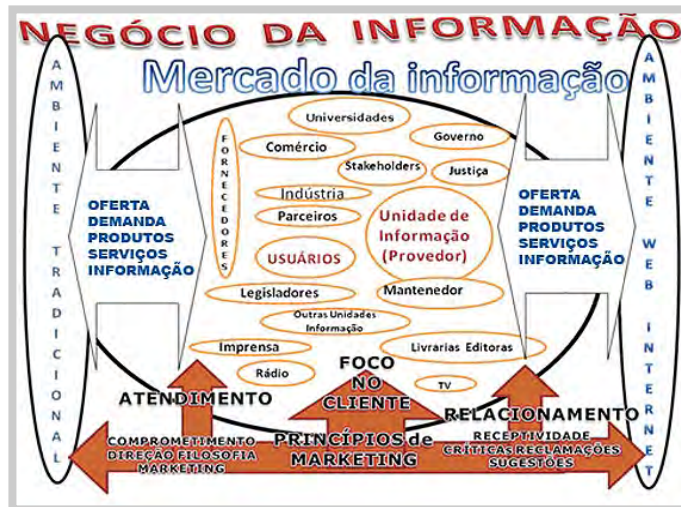 NEGÓCIO DA INFORMAÇÃO
Mercado da informação
AMBIENTE TRADICIONAL
OFERTA
DEMANDA
PRODUTOS
SERVIÇOS
INFORMAÇÃO
FORNECEDORES
Universidades
Governo
Comércio
Stakeholders
Justiça
Indústria
Parceiros
Unidade de
Informação
(Provedor)
USUÁRIOS
Legisladores
Mantenedor
Outras Unidades
Informação
Imprensa
Livrarias Editoras
Rádio
TV
OFERTA
DEMANDA
PRODUTOS
SERVIÇOS
INFORMAÇÃO
AMBIENTE WEB INTERNET
ATENDIMENTO
FOCO
NO
CLIENTE
RELACIONAMENTO
COMPROMETIMENTO
DIREÇÃO FILOSOFIA
MARKETING
PRINCÍPIOS de
MARKETING
RECEPTIVIDADE
CRÍTICAS RECLAMAÇÕES
SUGESTÕES